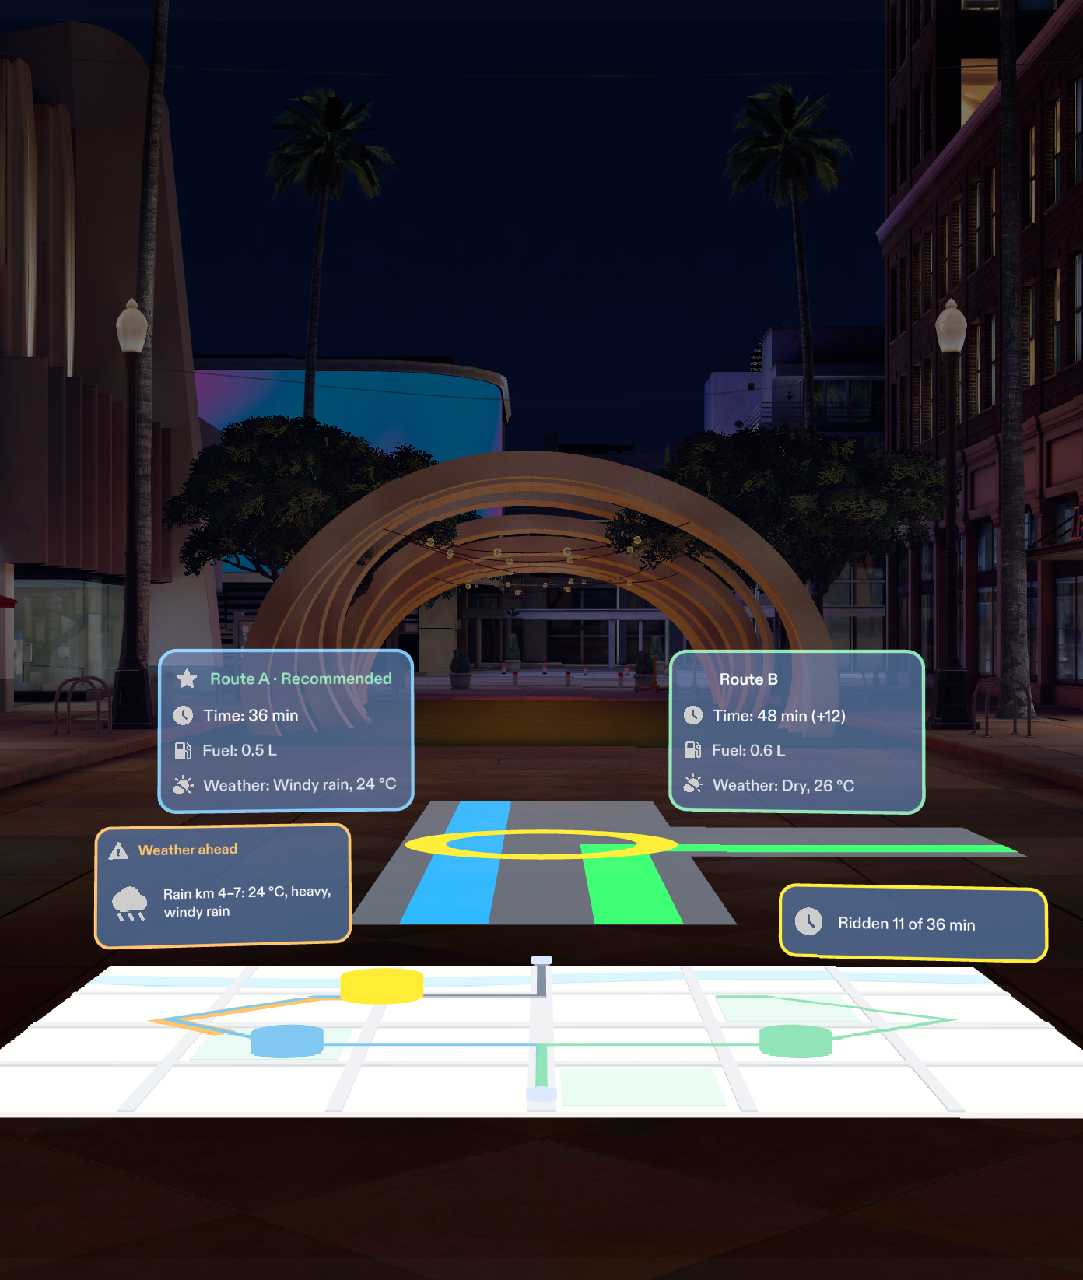 Route A · Recommended
Time: 36 min
Fuel: 0.5 L
Weather: Windy rain, 24 °C
Route B
Time: 48 min (+12)
Fuel: 0.6 L
Weather: Dry, 26 °C
Weather ahead
Rain km 4–7: 24 °C, heavy,
windy rain
Ridden 11 of 36 min